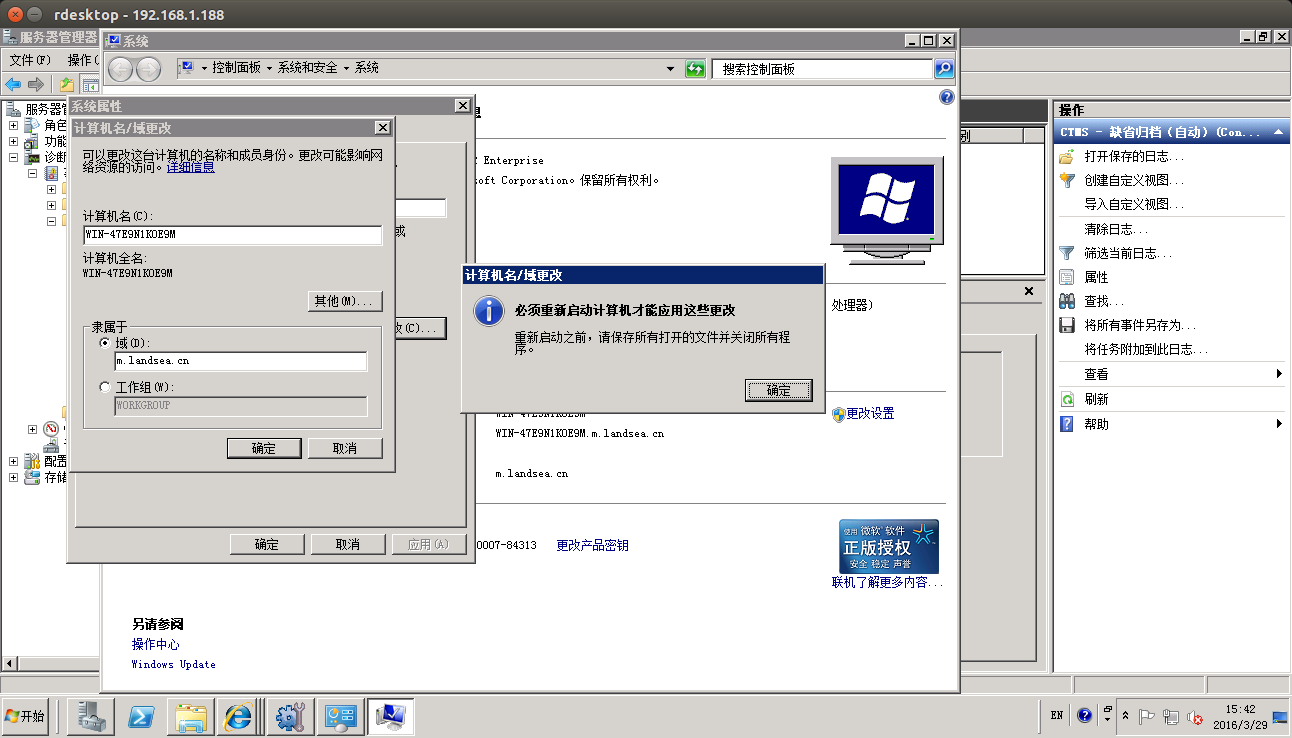 rdesktop - 192.168.1.188
服务器管理器
系统
文件(F) 操作(
控制面板 系统和安全 系统
搜索控制面板
服务器管
角色
功能
诊断
配置
存储
系统属性
计算机名/域更改
可以更改这台计算机的名称和成员身份。更改可能影响网
络资源的访问。详细信息
计算机名(C):
WIN-47E9N1KOE9M
计算机全名:
WIN-47E9N1KOE9M
其他(M)...
隶属于
域(D):
m.landsea.cn
工作组(W):
WORKGROUP
确定 取消
或
(C)...
确定 取消 应用(A)
息
Enterprise
soft Corporation。保留所有权利。
处理器)
计算机名/域更改
必须重新启动计算机才能应用这些更改
重新启动之前，请保存所有打开的文件并关闭所有程
序。
确定
WIN-47E9N1KOE9M
更改设置
WIN-47E9N1KOE9M.m.landsea.cn
m.landsea.cn
0007-84313 更改产品密钥
使用 微软 软件
正版授权
安全 稳定 声誉
联机了解更多内容...
另请参阅
操作中心
Windows Update
操作
CTMS - 缺省归档（自动）(Con...
打开保存的日志...
创建自定义视图...
导入自定义视图...
清除日志...
筛选当前日志...
属性
查找...
将所有事件另存为...
将任务附加到此日志...
查看
刷新
帮助
开始
EN
15:42
2016/3/29